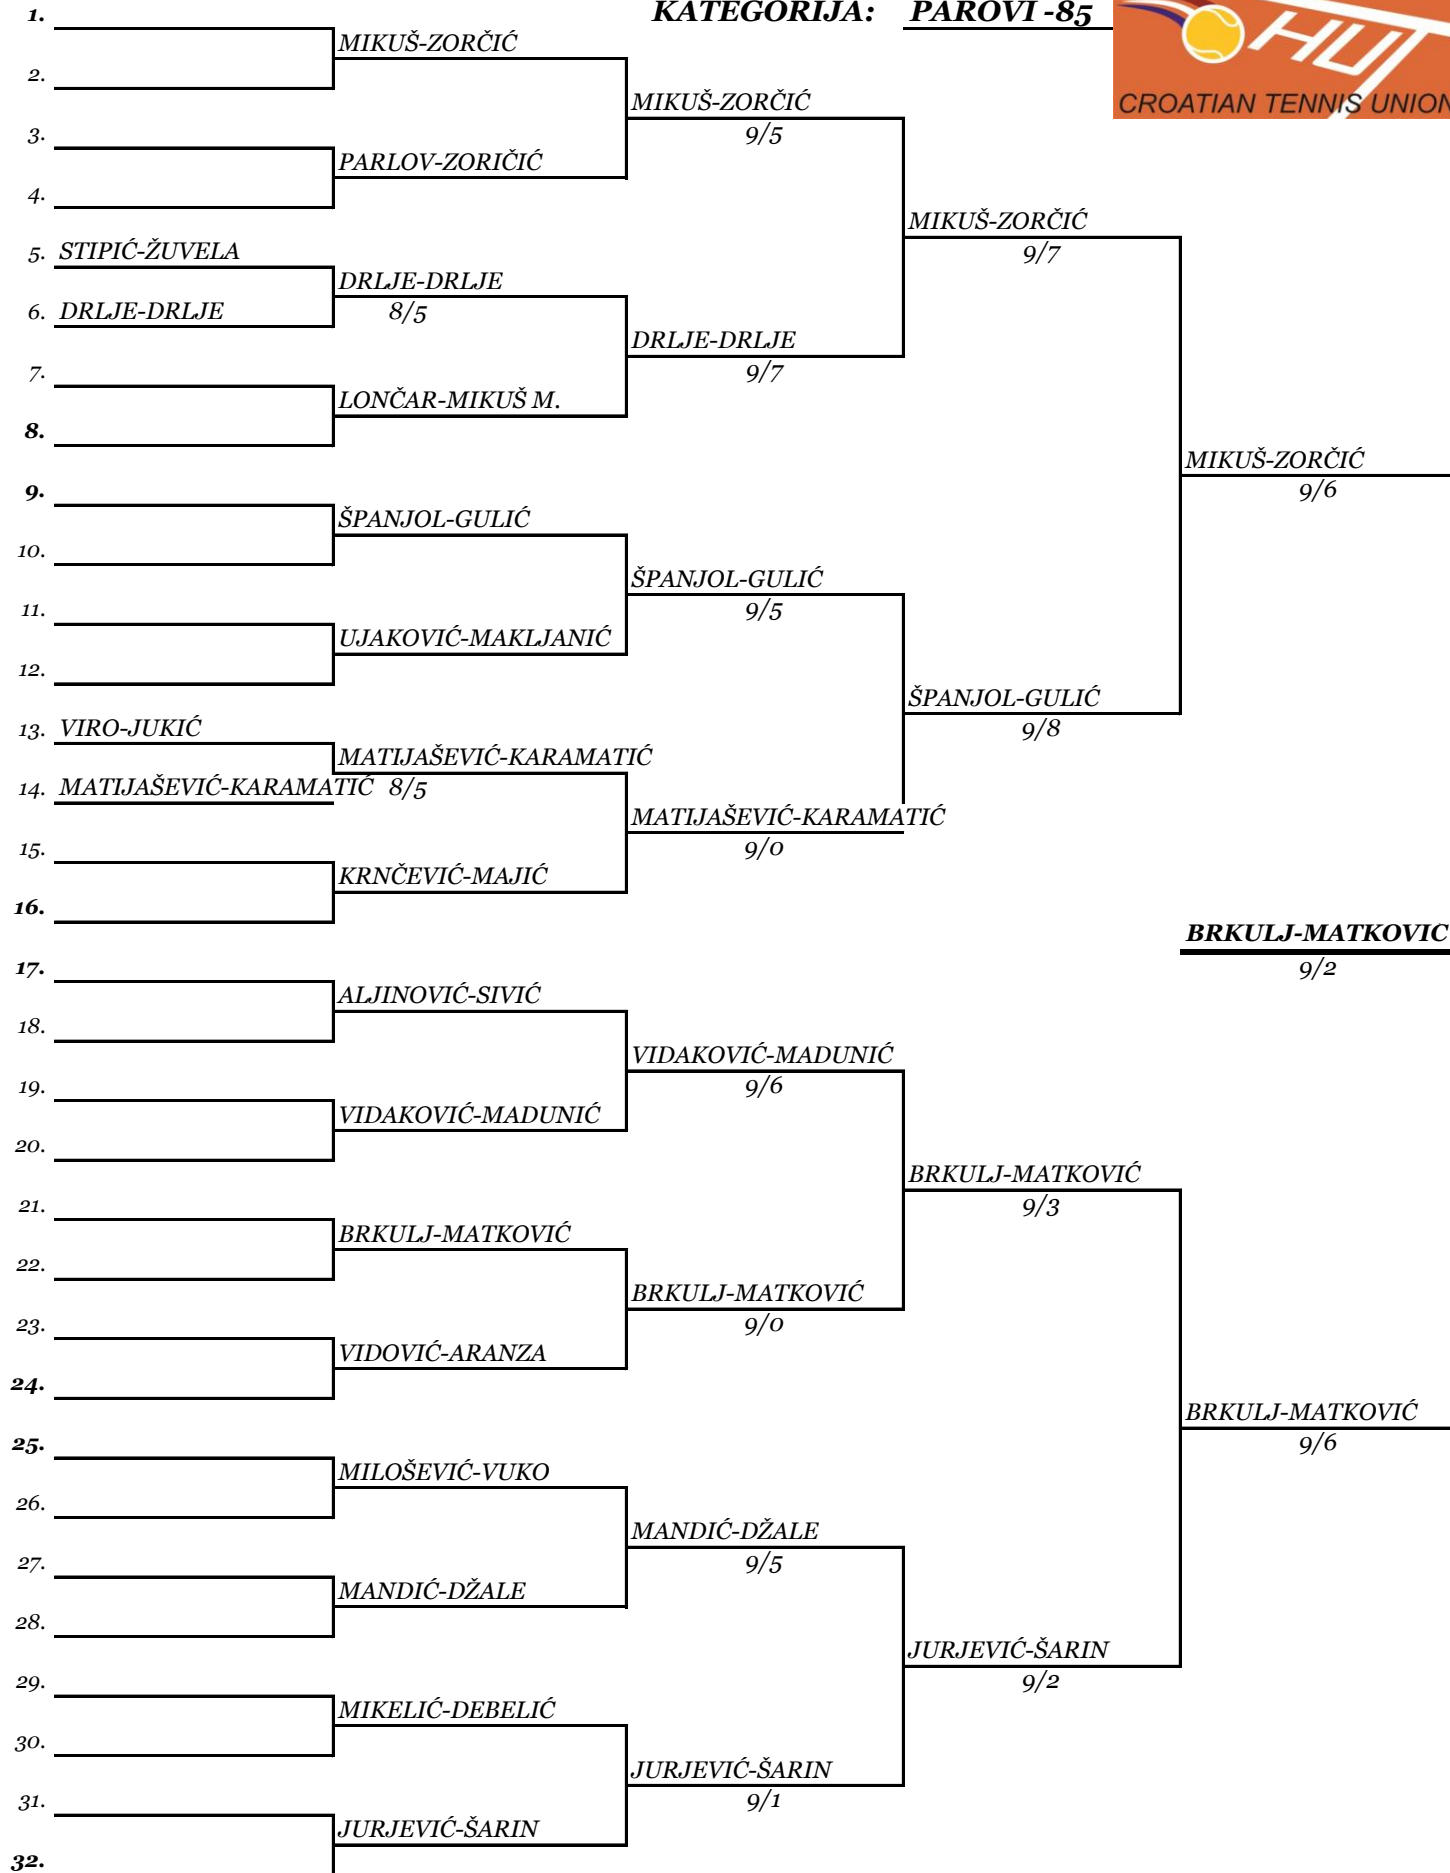 KATEGORIJA: PAROVI -85
HUT
CROATIAN TENNIS UNION
1.
MIKUŠ-ZORČIĆ
2.
MIKUŠ-ZORČIĆ
9/5
3.
PARLOV-ZORIČIĆ
4.
MIKUŠ-ZORČIĆ
9/7
5. STIPIĆ-ŽUVELA
DRLJE-DRLJE
8/5
6. DRLJE-DRLJE
DRLJE-DRLJE
9/7
7.
LONČAR-MIKUŠ M.
8.
MIKUŠ-ZORČIĆ
9/6
9.
ŠPANJOL-GULIĆ
10.
ŠPANJOL-GULIĆ
9/5
11.
UJAKOVIĆ-MAKLJANIĆ
12.
ŠPANJOL-GULIĆ
9/8
13. VIRO-JUKIĆ
MATIJAŠEVIĆ-KARAMATIĆ
14. MATIJAŠEVIĆ-KARAMATIĆ 8/5
MATIJAŠEVIĆ-KARAMATIĆ
9/0
15.
KRNČEVIĆ-MAJIĆ
16.
BRKULJ-MATKOVIĆ
9/2
17.
ALJINOVIĆ-SIVIĆ
18.
VIDAKOVIĆ-MADUNIĆ
9/6
19.
VIDAKOVIĆ-MADUNIĆ
20.
BRKULJ-MATKOVIĆ
9/3
21.
BRKULJ-MATKOVIĆ
22.
BRKULJ-MATKOVIĆ
9/0
23.
VIDOVIĆ-ARANZA
24.
BRKULJ-MATKOVIĆ
9/6
25.
MILOŠEVIĆ-VUKO
26.
MANDIĆ-DŽALE
9/5
27.
MANDIĆ-DŽALE
28.
JURJEVIĆ-ŠARIN
9/2
29.
MIKELIĆ-DEBELIĆ
30.
JURJEVIĆ-ŠARIN
9/1
31.
JURJEVIĆ-ŠARIN
32.